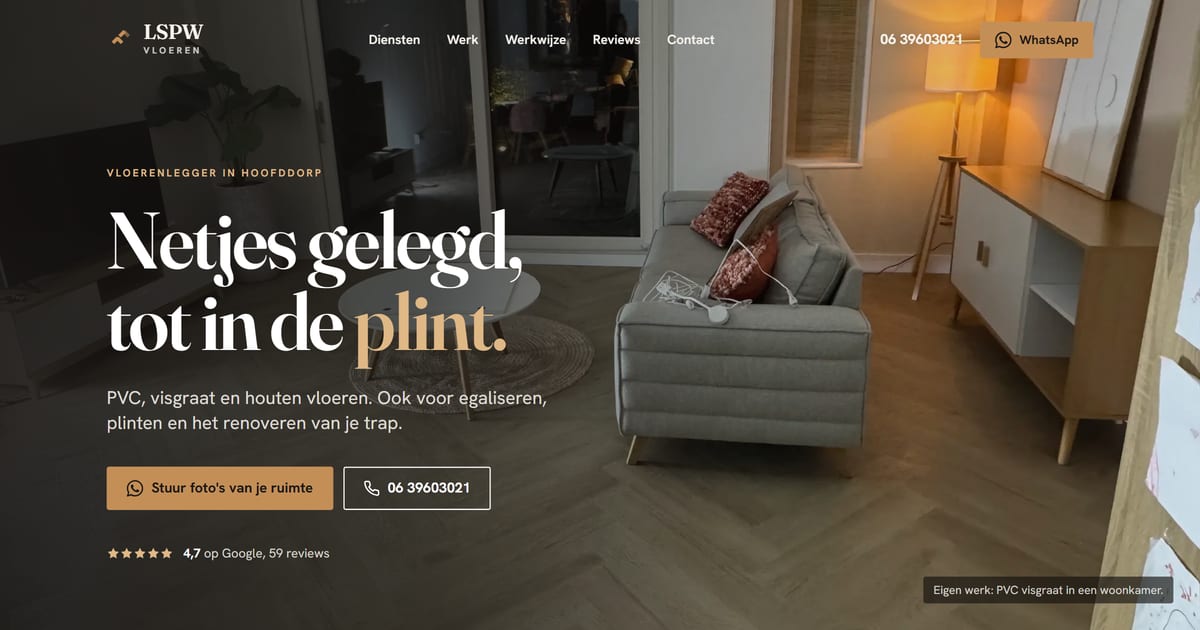 LSPW
VLOEREN
Diensten
Werk
Werkwijze
Reviews
Contact
06 39603021
WhatsApp
VLOERENLEGGER IN HOOFDDORP
Netjes gelegd,
tot in de plint.
PVC, visgraat en houten vloeren. Ook voor egaliseren,
plinten en het renoveren van je trap.
Stuur foto's van je ruimte
06 39603021
4,7 op Google, 59 reviews
Eigen werk: PVC visgraat in een woonkamer.